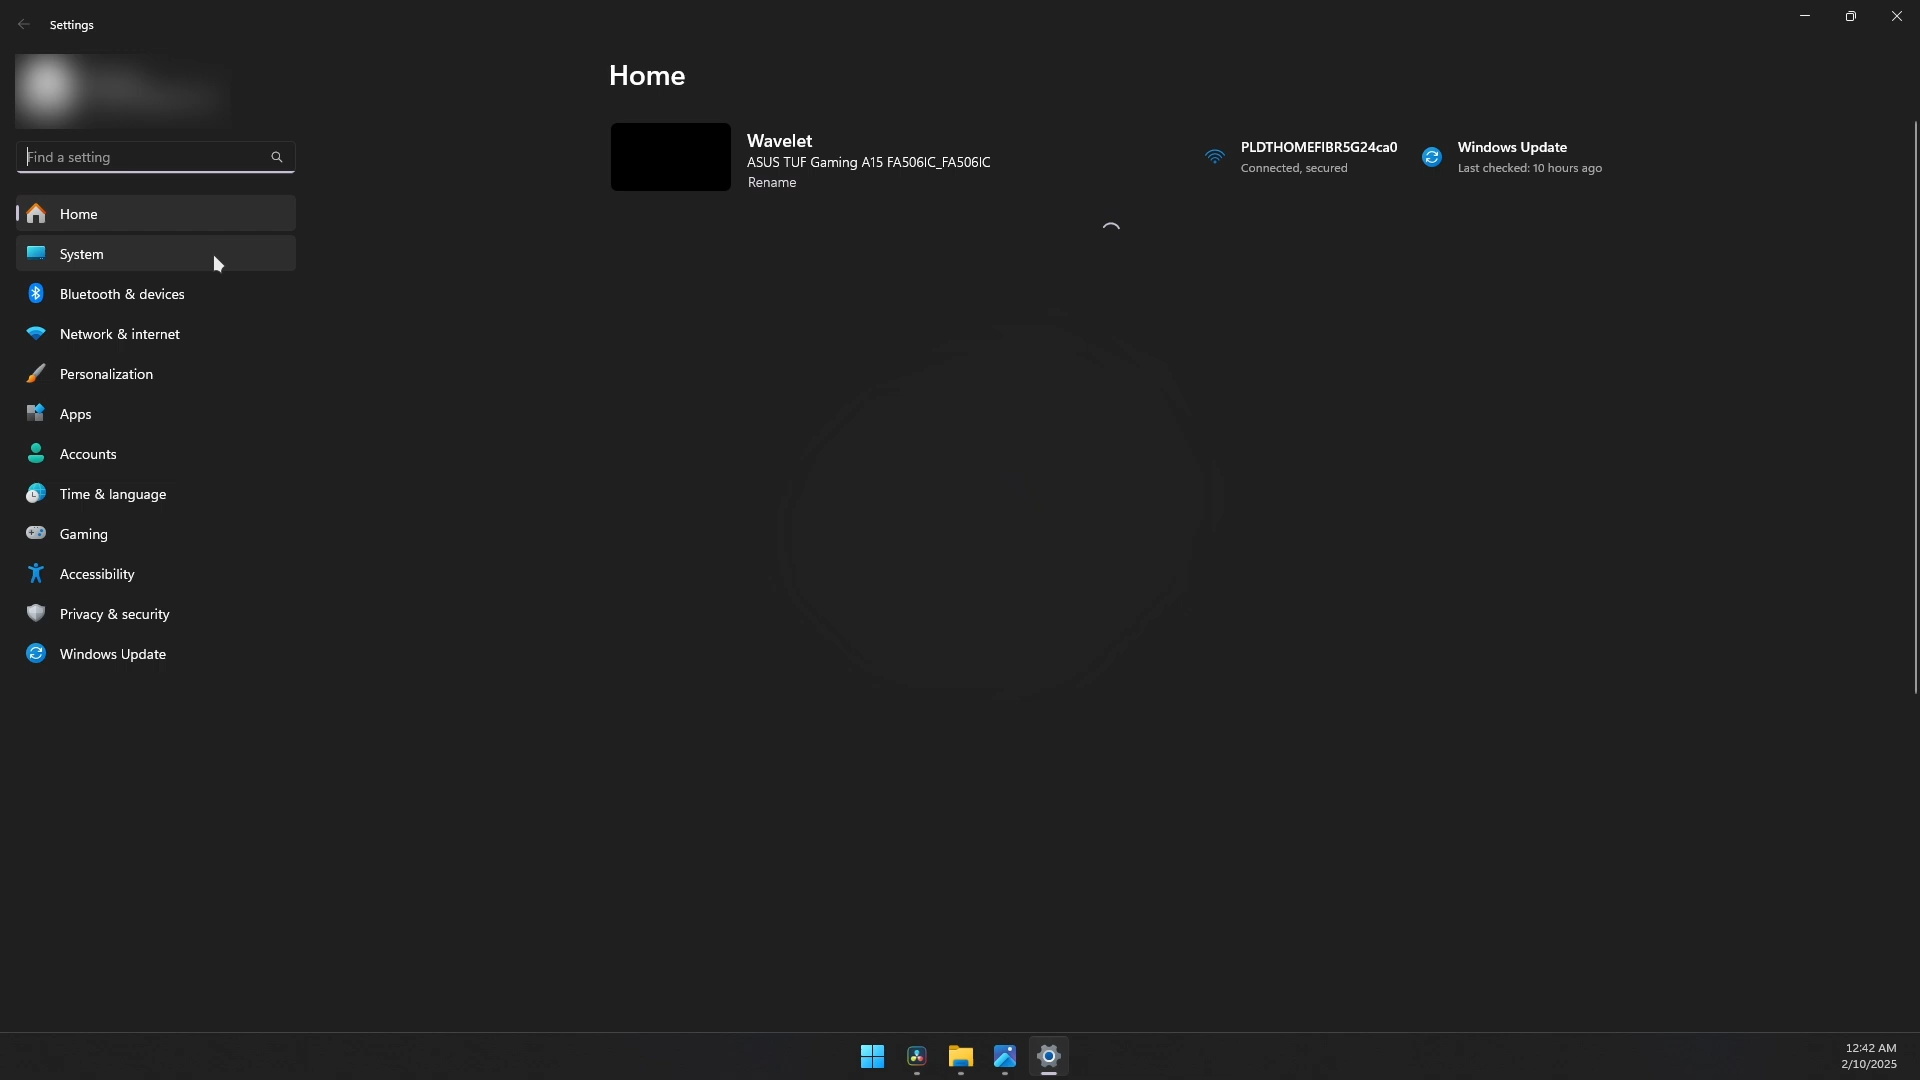 Settings
Home
Wavelet
ASUS TUF Gaming A15 FA506IC_FA506IC
Rename
PLDTHOMEFIBR5G24ca0
Connected, secured
Windows Update
Last checked: 10 hours ago
Find a setting
Home
System
Bluetooth & devices
Network & internet
Personalization
Apps
Accounts
Time & language
Gaming
Accessibility
Privacy & security
Windows Update
12:42 AM
2/10/2025